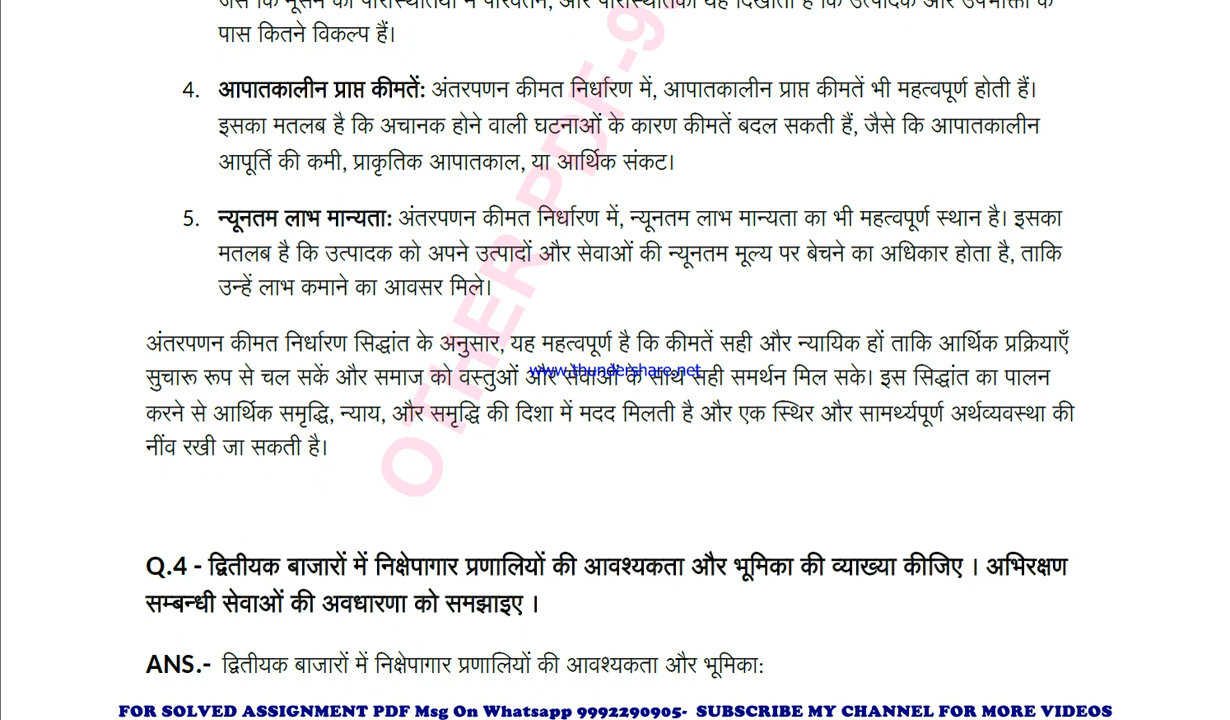 पास कितने विकल्प हैं।
4. आपातकालीन प्राप्त कीमतें: अंतरपणन कीमत निर्धारण में, आपातकालीन प्राप्त कीमतें भी महत्वपूर्ण होती हैं।
इसका मतलब है कि अचानक होने वाली घटनाओं के कारण कीमतें बदल सकती हैं, जैसे कि आपातकालीन
आपूर्ति की कमी, प्राकृतिक आपातकाल, या आर्थिक संकट।
5. न्यूनतम लाभ मान्यता: अंतरपणन कीमत निर्धारण में, न्यूनतम लाभ मान्यता का भी महत्वपूर्ण स्थान है। इसका
मतलब है कि उत्पादक को अपने उत्पादों और सेवाओं की न्यूनतम मूल्य पर बेचने का अधिकार होता है, ताकि
उन्हें लाभ कमाने का आवसर मिले।
अंतरपणन कीमत निर्धारण सिद्धांत के अनुसार, यह महत्वपूर्ण है कि कीमतें सही और न्यायिक हों ताकि आर्थिक प्रक्रियाएँ
सुचारू रूप से चल सकें और समाज को वस्तुओं और सेवाओं के साथ सही समर्थन मिल सके। इस सिद्धांत का पालन
www.thundershare.net
करने से आर्थिक समृद्धि, न्याय, और समृद्धि की दिशा में मदद मिलती है और एक स्थिर और सामर्थ्यपूर्ण अर्थव्यवस्था की
नींव रखी जा सकती है।
OTHER PDF-9
Q.4 - द्वितीयक बाजारों में निक्षेपागार प्रणालियों की आवश्यकता और भूमिका की व्याख्या कीजिए । अभिरक्षण
सम्बन्धी सेवाओं की अवधारणा को समझाइए ।
ANS.- द्वितीयक बाजारों में निक्षेपागार प्रणालियों की आवश्यकता और भूमिका:
FOR SOLVED ASSIGNMENT PDF Msg On Whatsapp 9992290905- SUBSCRIBE MY CHANNEL FOR MORE VIDEOS